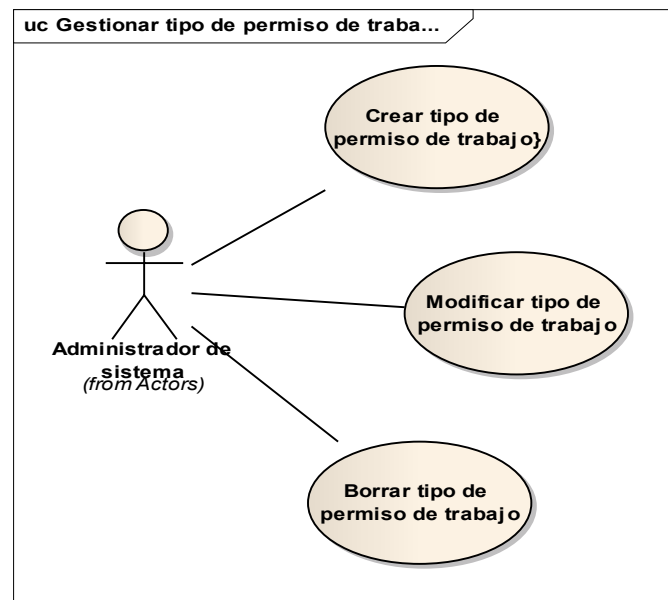 uc Gestionar tipo de permiso de traba...
Crear tipo de
permiso de trabajo}
Modificar tipo de
permiso de trabajo
Administrador de
sistema
(from Actors)
Borrar tipo de
permiso de trabajo